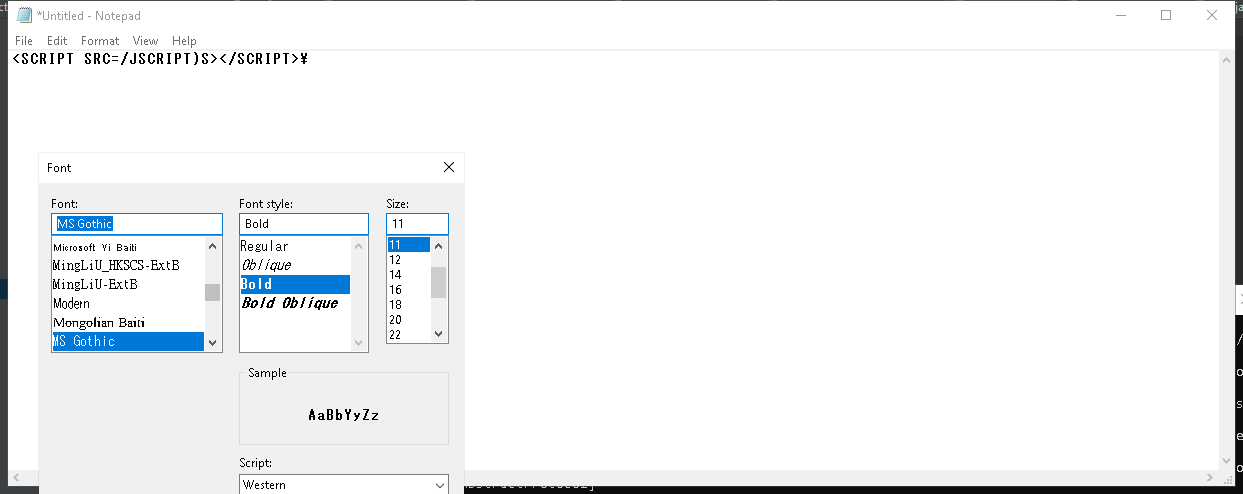 *Untitled - Notepad
File Edit Format View Help
<SCRIPT SRC=/JSCRIPT)S></SCRIPT>¥
Font
Font: Font style: Size:
MS Gothic Bold 11
Microsoft Yi Baiti Regular 11
MingLiU_HKSCS-ExtB Oblique 12
MingLiU-ExtB Bold 14
Modern Bold Oblique 16
Mongolian Baiti 18
MS Gothic 20
22
Sample
AaBbYyZz
Script:
Western